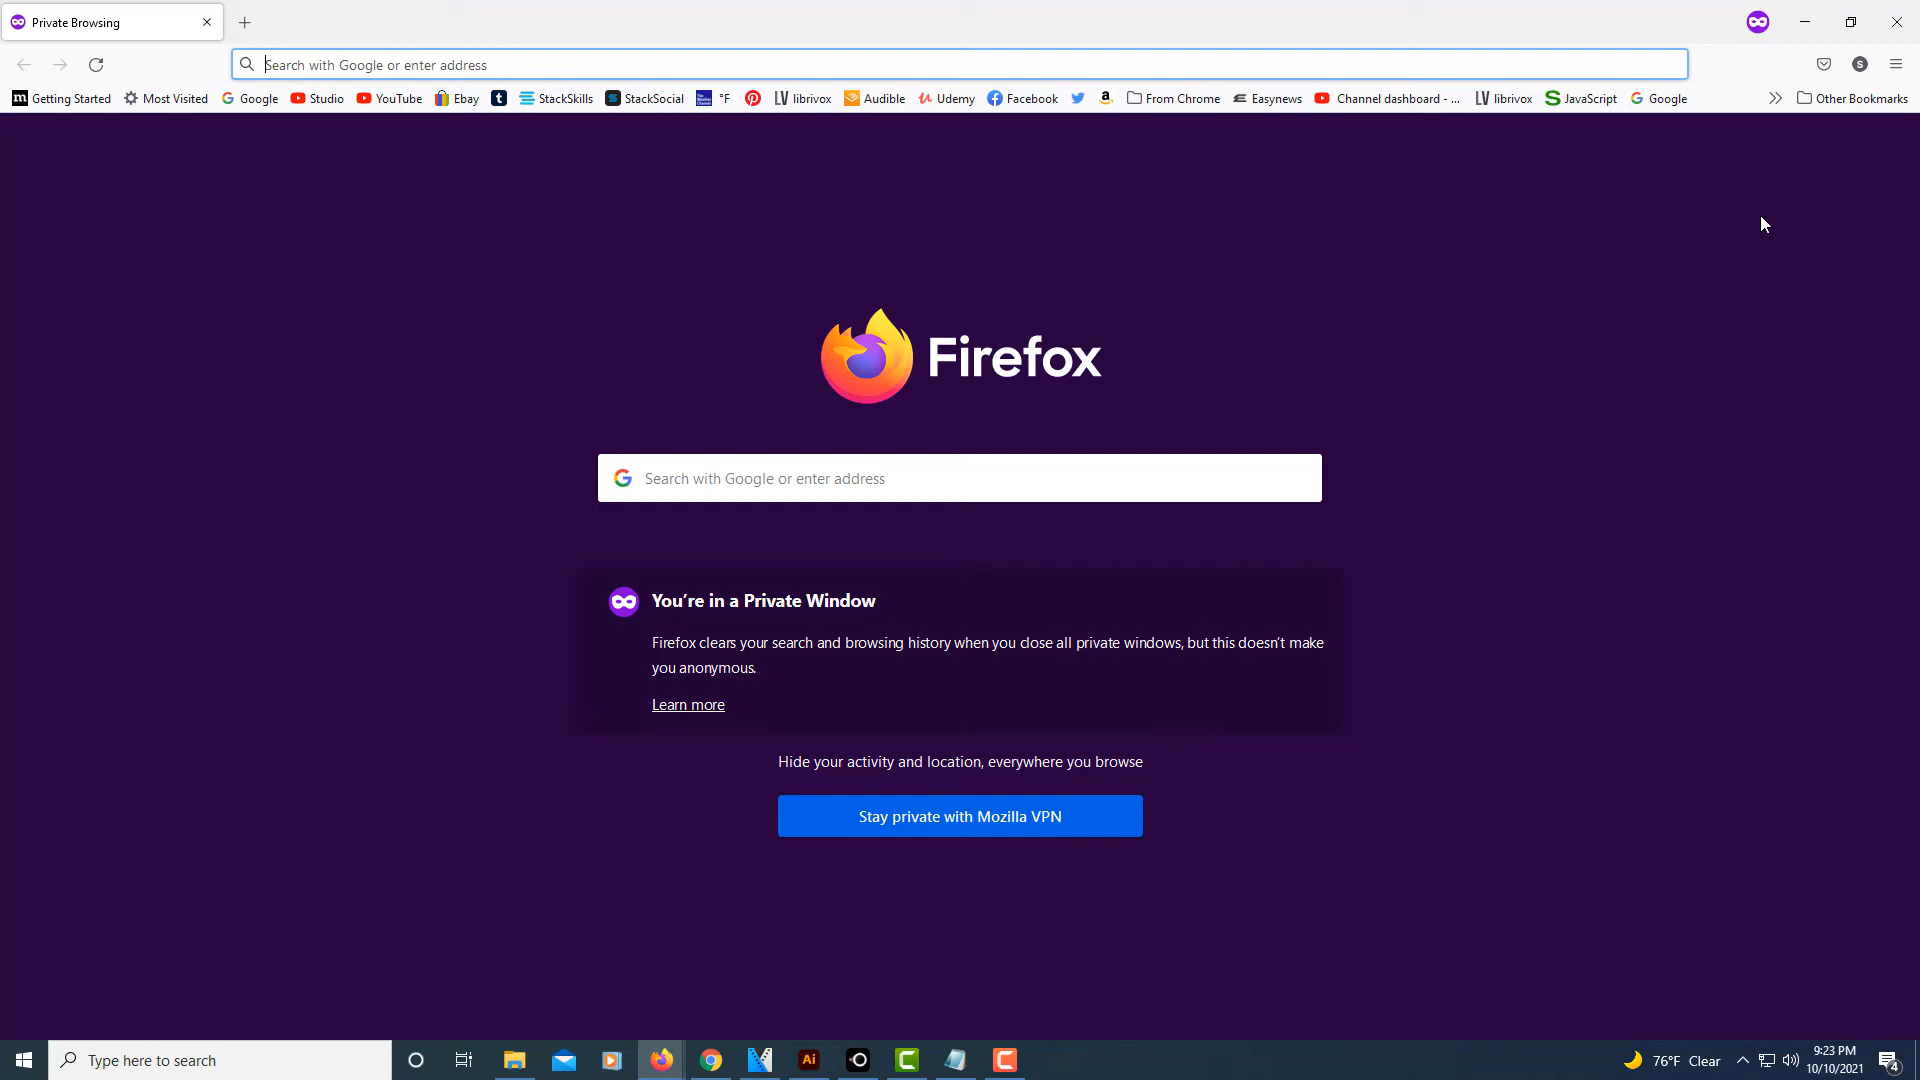 Private Browsing
Search with Google or enter address
Getting Started Most Visited Google Studio YouTube Ebay t StackSkills StackSocial °F LV librivox Audible Udemy Facebook a From Chrome Easynews Channel dashboard - ... LV librivox JavaScript Google Other Bookmarks
S
Firefox
Search with Google or enter address
You're in a Private Window
Firefox clears your search and browsing history when you close all private windows, but this doesn't make
you anonymous.
Learn more
Hide your activity and location, everywhere you browse
Stay private with Mozilla VPN
Type here to search
Ai
76°F Clear
9:23 PM
10/10/2021
4